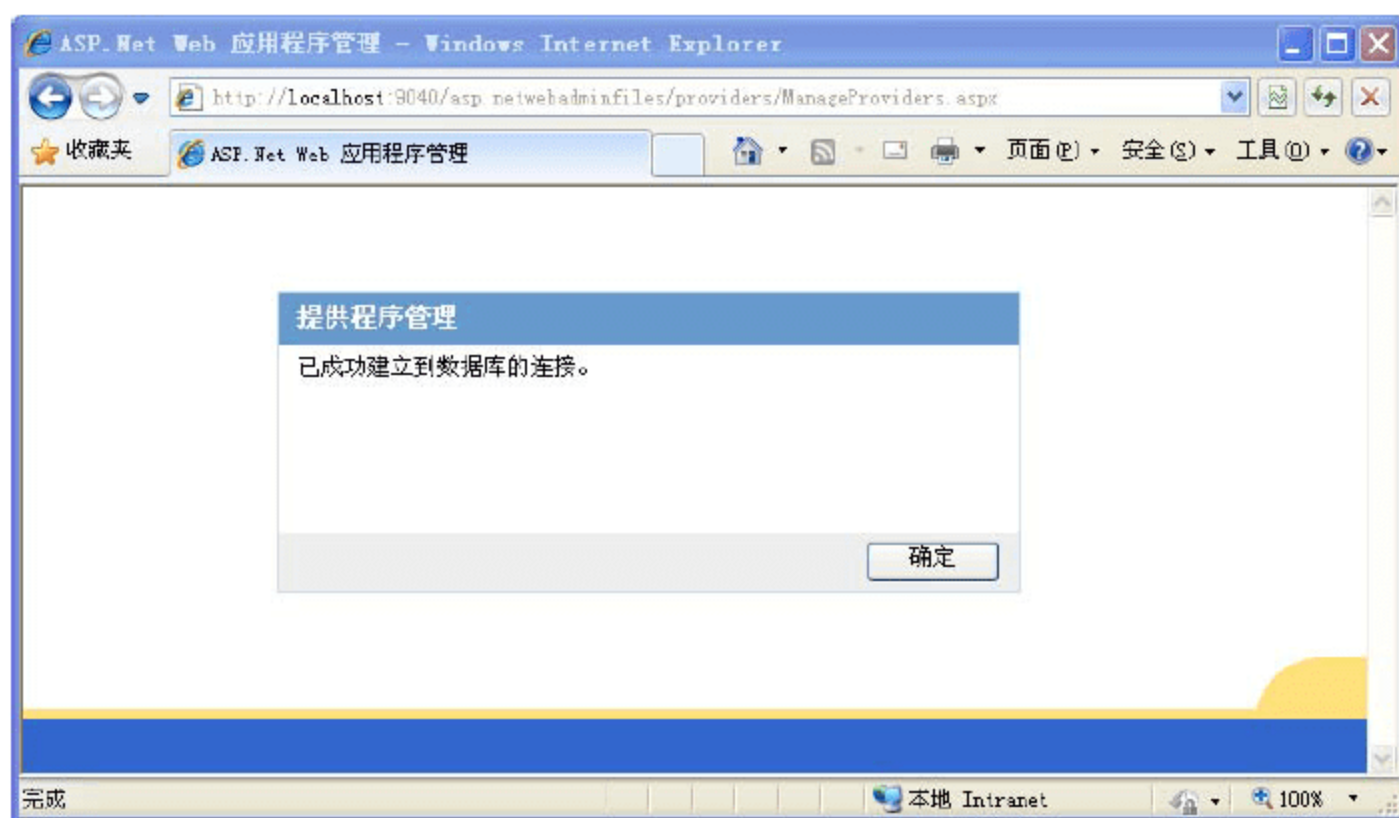 ASP.Net Web 应用程序管理 - Windows Internet Explorer
http://localhost:9040/asp.netwebadminfiles/providers/ManageProviders.aspx
收藏夹 ASP.Net Web 应用程序管理 页面(P) 安全(S) 工具(O)
提供程序管理
已成功建立到数据库的连接。
确定
完成 本地 Intranet 100%